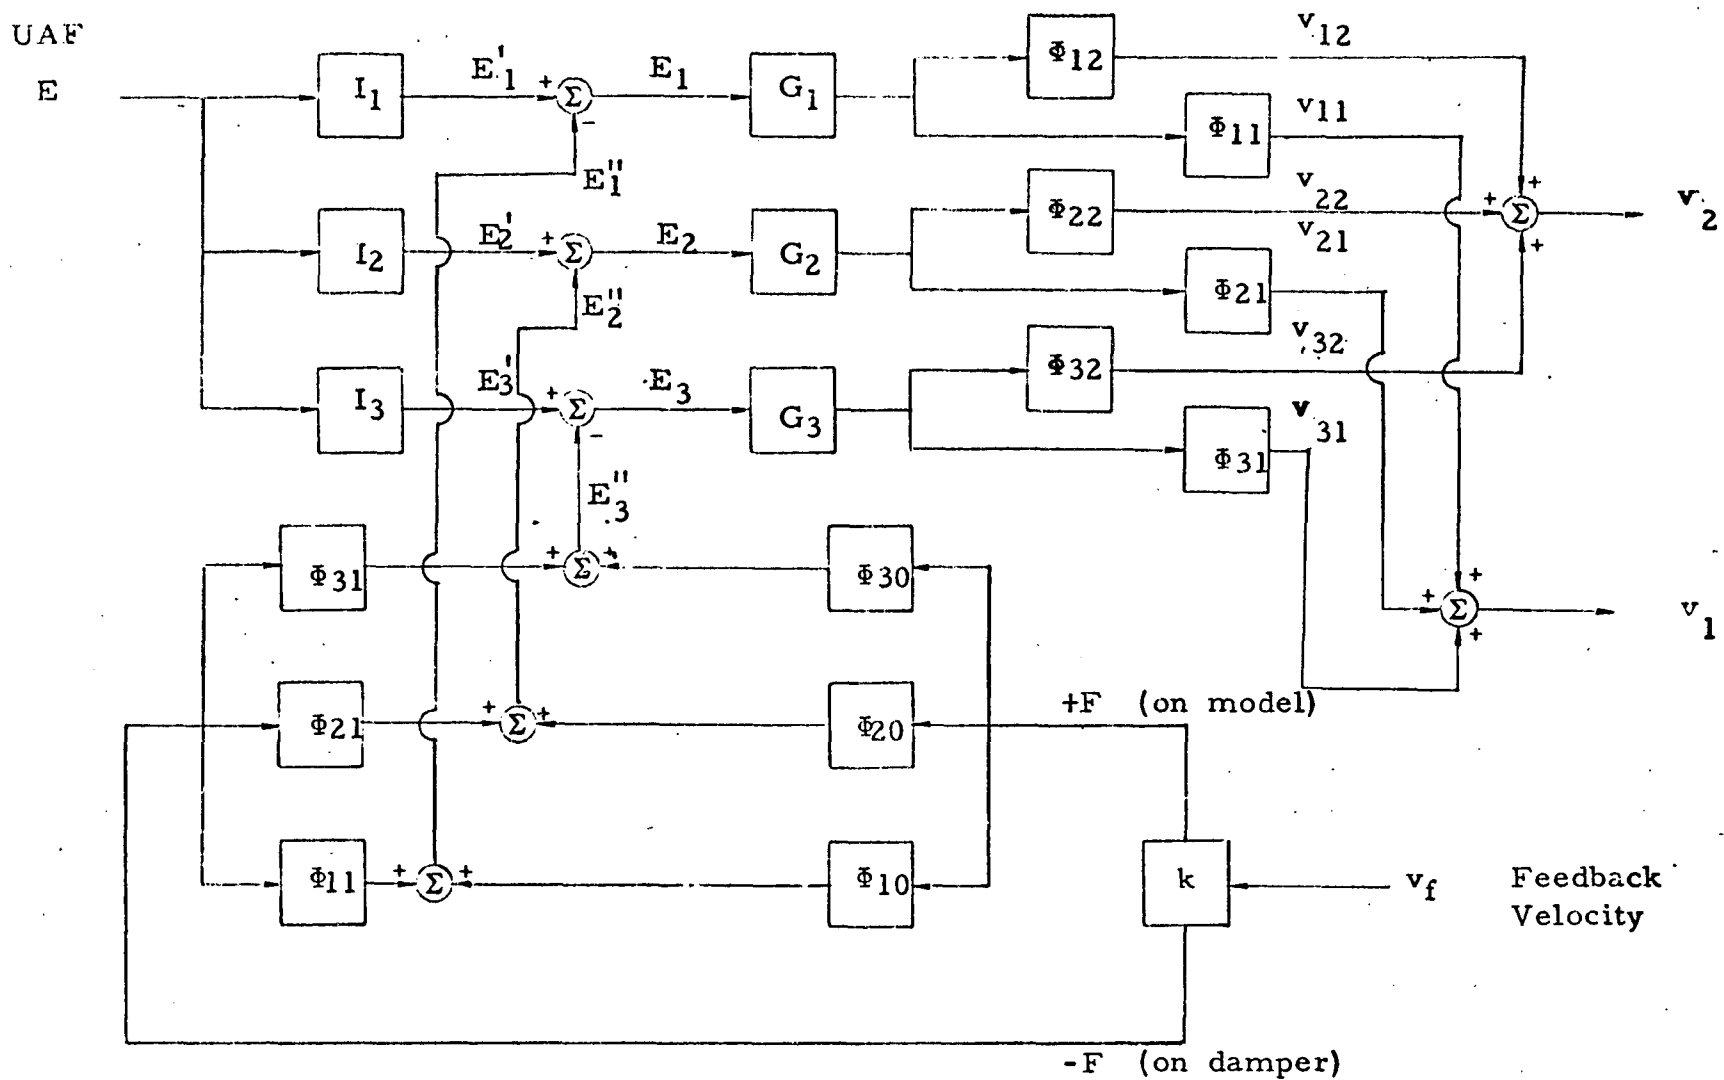 UAF
E
I1
E'1
+
Σ
−
E1
G1
Φ12
v12
Φ11
v11
E''1
I2
E'2
+
Σ
E2
G2
Φ22
v22
Φ21
v21
+
+
Σ
+
v2
E''2
I3
E'3
+
Σ
−
E3
G3
Φ32
v32
Φ31
v31
E''3
Φ31
+
Σ
+
Φ30
+
+
Σ
+
v1
Φ21
+
Σ
+
Φ20
+F (on model)
Φ11
+
Σ
+
Φ10
k
vf
Feedback
Velocity
-F (on damper)